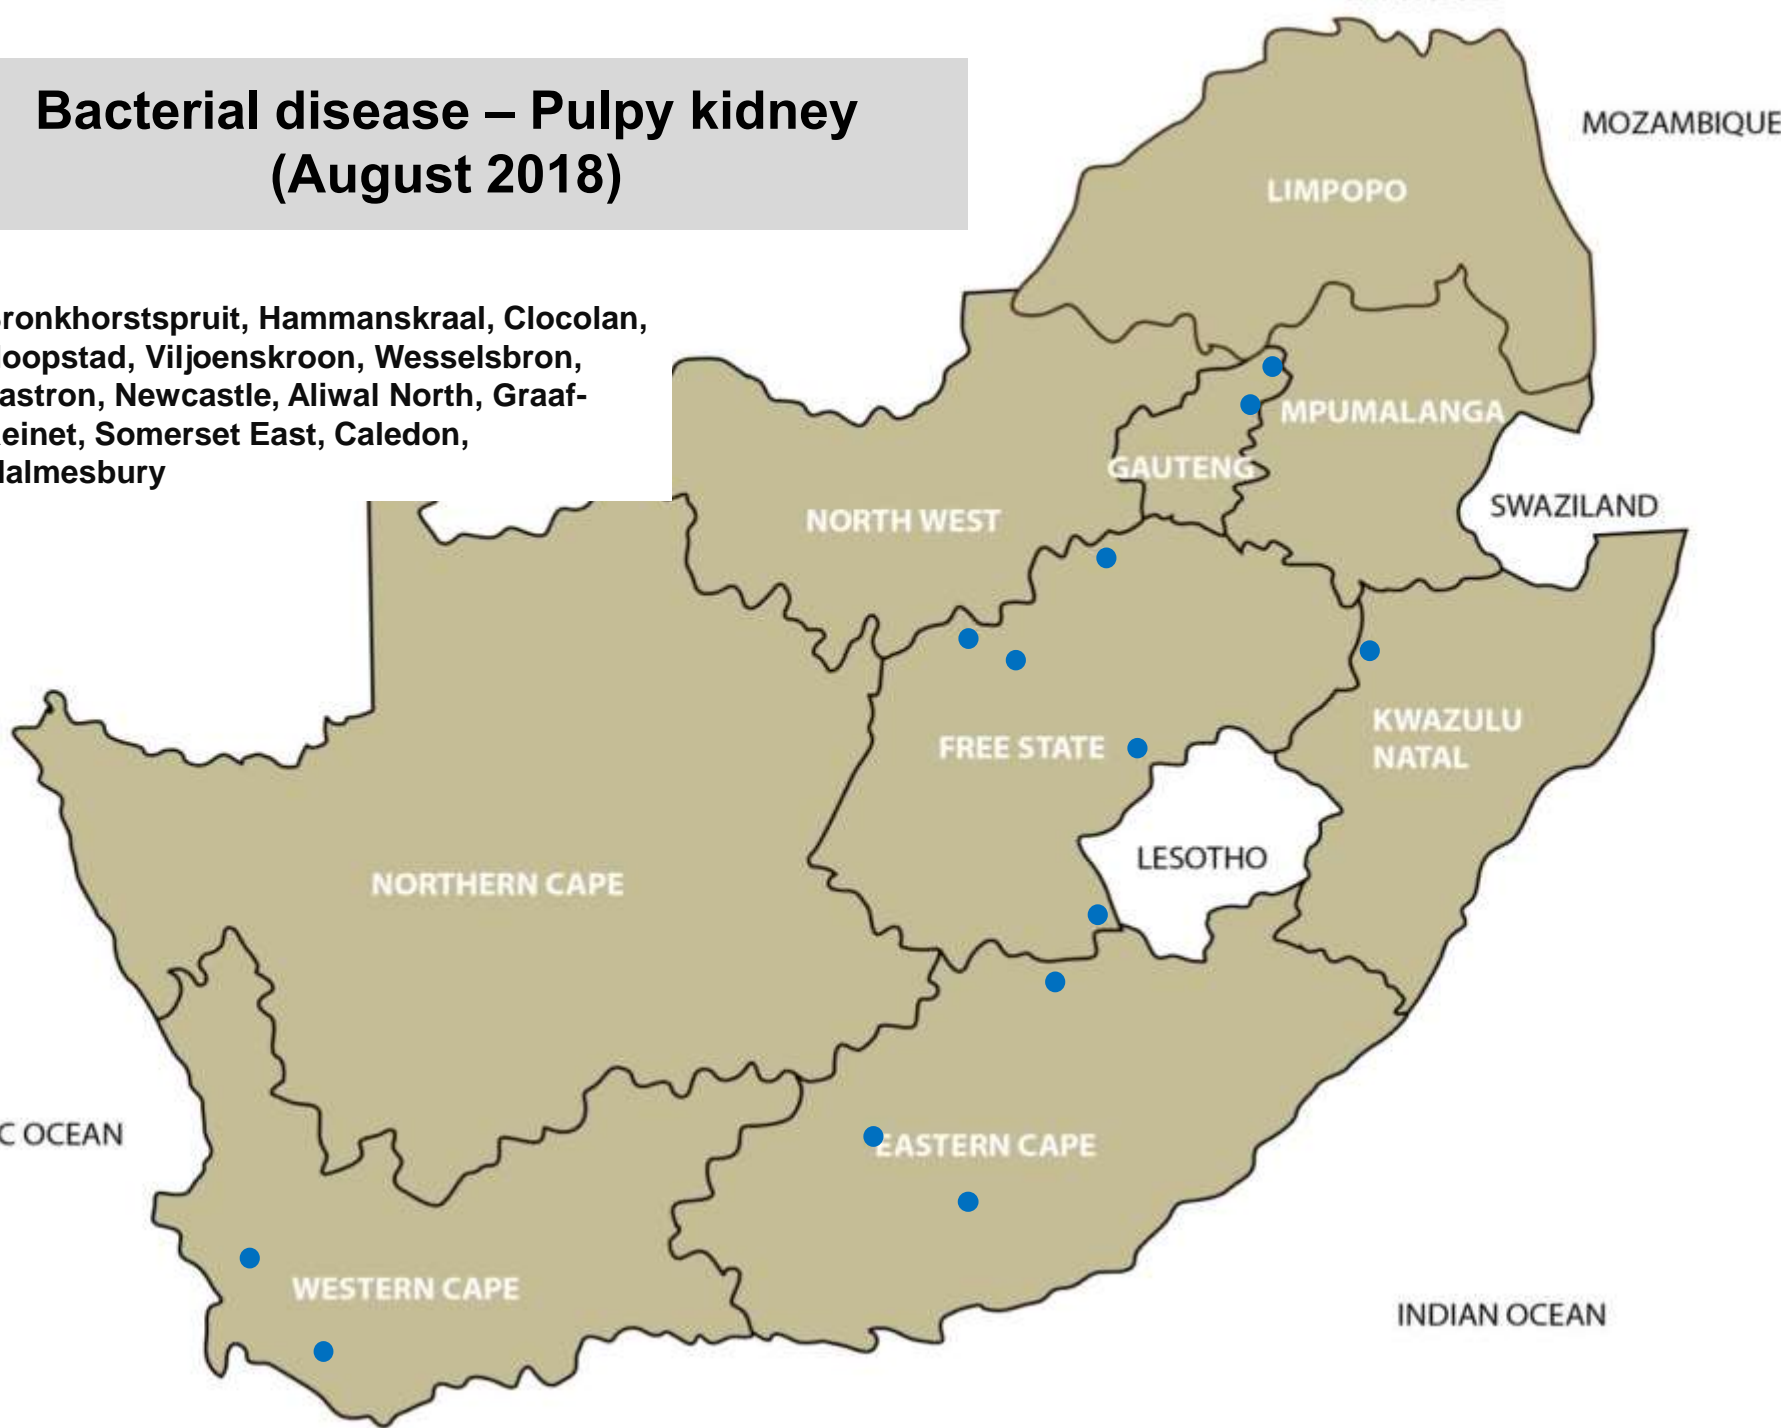 Bacterial disease – Pulpy kidney
(August 2018)
ronkhorstspruit, Hammanskraal, Clocolan,
oopstad, Viljoenskroon, Wesselsbron,
astron, Newcastle, Aliwal North, Graaf-
einet, Somerset East, Caledon,
almesbury
MOZAMBIQUE
LIMPOPO
MPUMALANGA
GAUTENG
NORTH WEST
SWAZILAND
KWAZULU
NATAL
FREE STATE
LESOTHO
NORTHERN CAPE
C OCEAN
EASTERN CAPE
WESTERN CAPE
INDIAN OCEAN